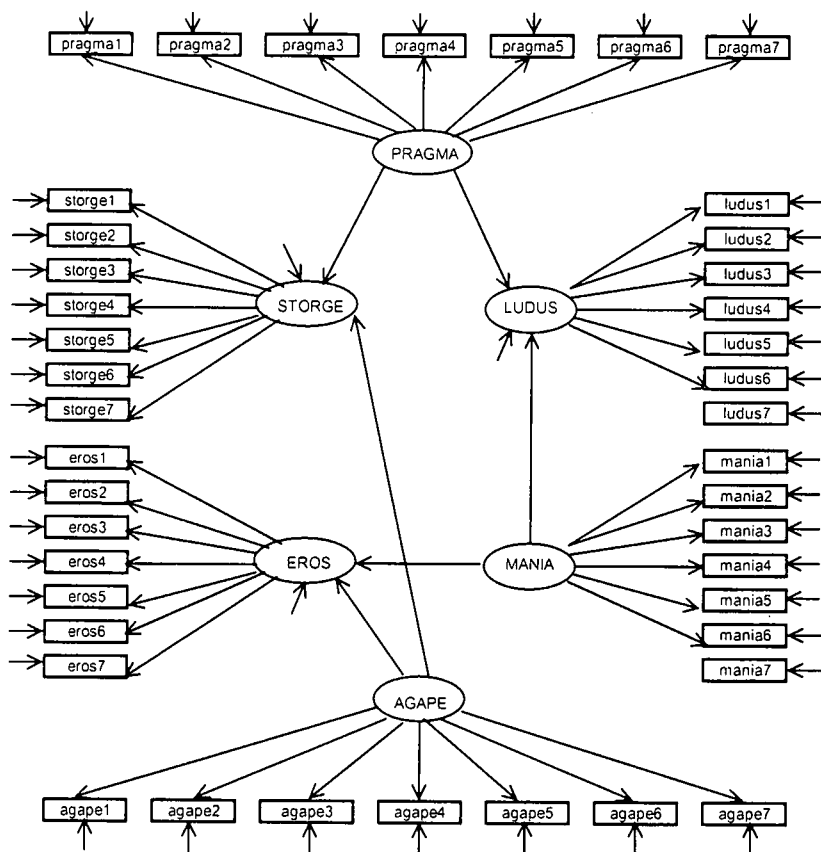 pragma1 pragma2 pragma3 pragma4 pragma5 pragma6 pragma7
PRAGMA
storge1
storge2
storge3
storge4
storge5
storge6
storge7
STORGE
LUDUS
ludus1
ludus2
ludus3
ludus4
ludus5
ludus6
ludus7
eros1
eros2
eros3
eros4
eros5
eros6
eros7
EROS
MANIA
mania1
mania2
mania3
mania4
mania5
mania6
mania7
AGAPE
agape1 agape2 agape3 agape4 agape5 agape6 agape7